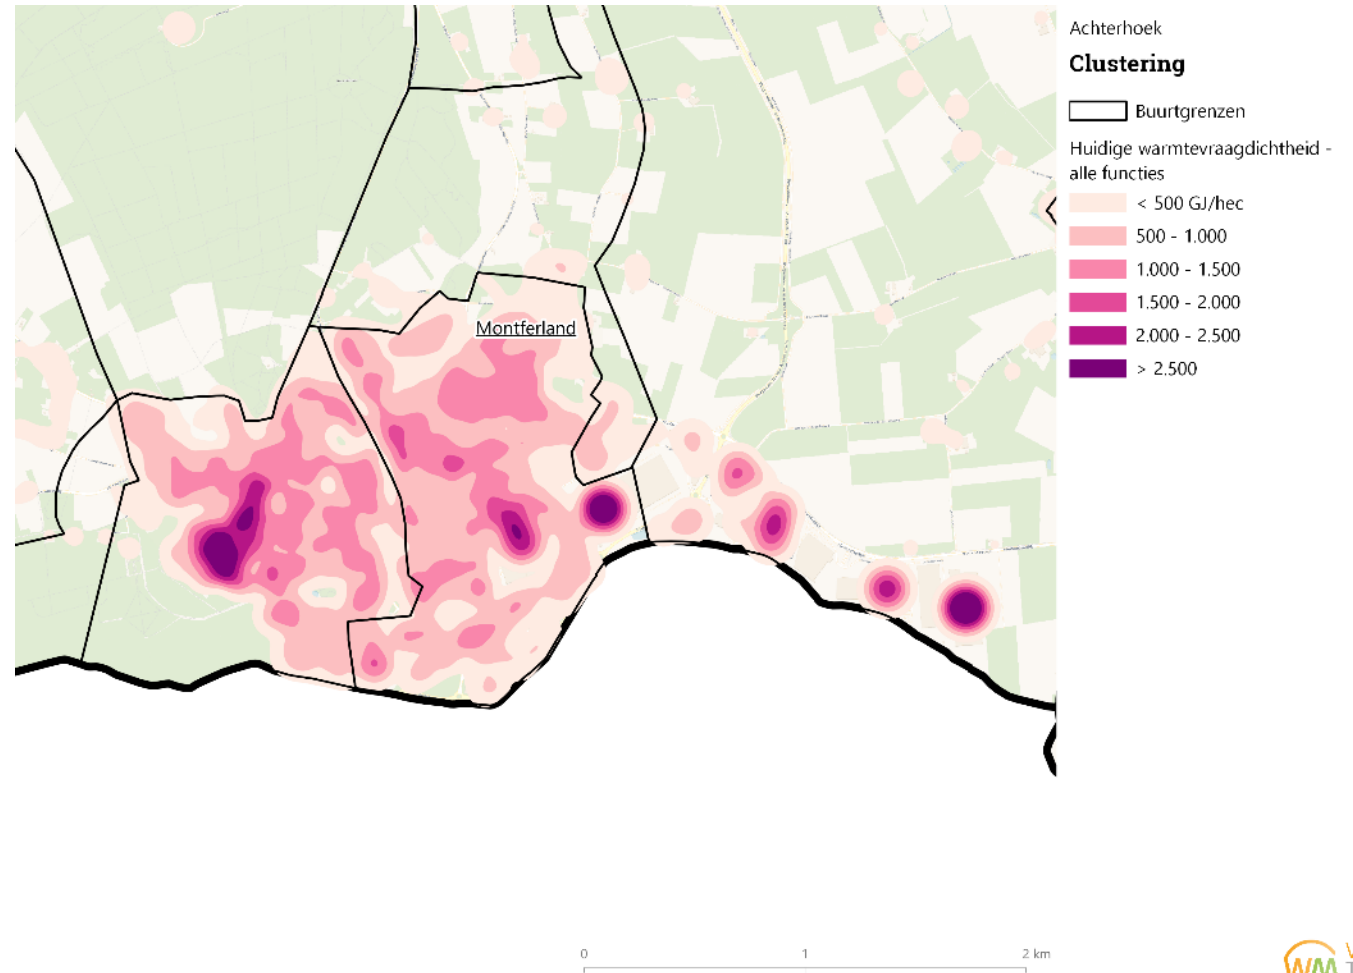 Achterhoek
Clustering
Buurtgrenzen
Huidige warmtevraagdichtheid -
alle functies
< 500 GJ/hec
500 - 1.000
1.000 - 1.500
1.500 - 2.000
2.000 - 2.500
> 2.500
Montferland
0 1 2 km